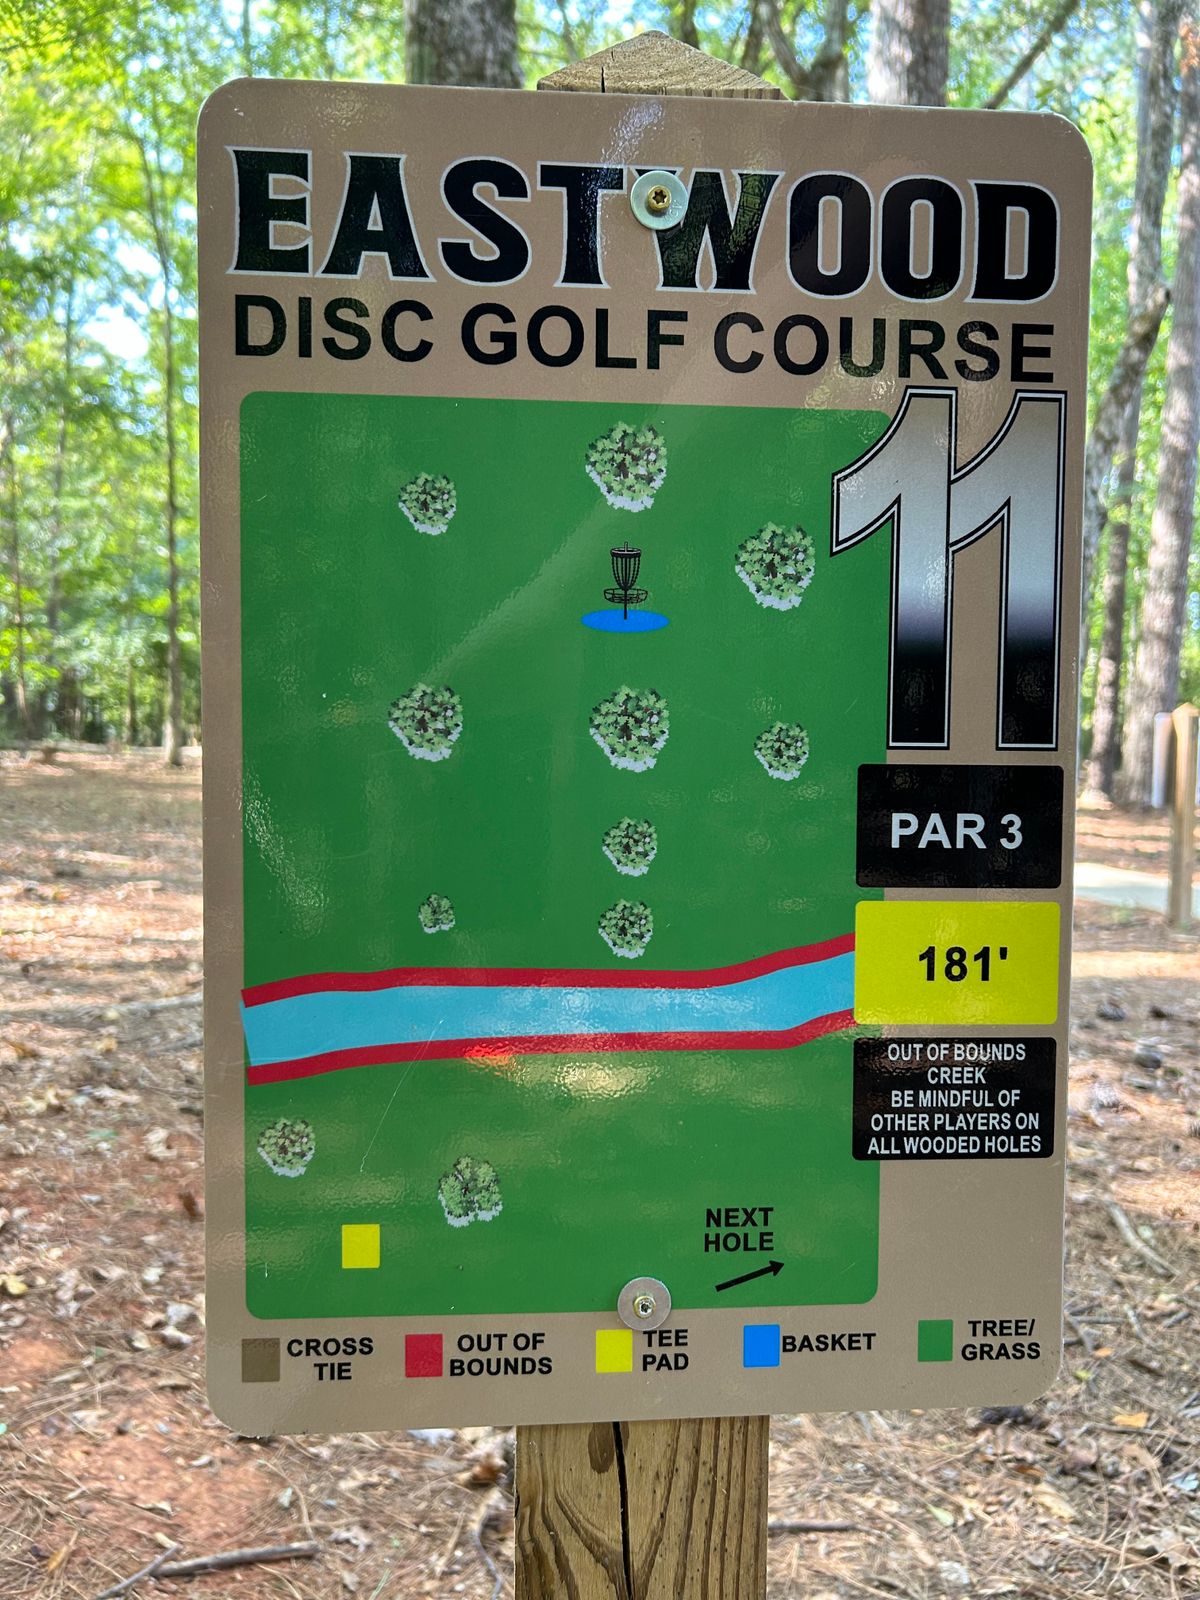 EASTWOOD
DISC GOLF COURSE
11
PAR 3
181'
OUT OF BOUNDS
CREEK
BE MINDFUL OF
OTHER PLAYERS ON
ALL WOODED HOLES
NEXT
HOLE
CROSS
TIE
OUT OF
BOUNDS
TEE
PAD
BASKET
TREE/
GRASS